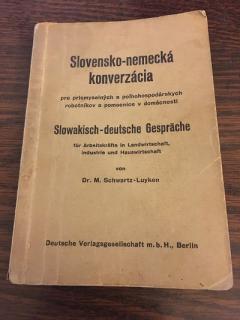 Slovensko-nemecká
konverzácia
pre priemyselných a poľnohospodárskych
robotníkov a pomocnice v domácnosti
Slowakisch-deutsche Gespräche
für Arbeitskräfte in Landwirtschaft,
Industrie und Hauswirtschaft
von
Dr. M. Schwartz-Luyken
Deutsche Verlagsgesellschaft m. b. H., Berlin